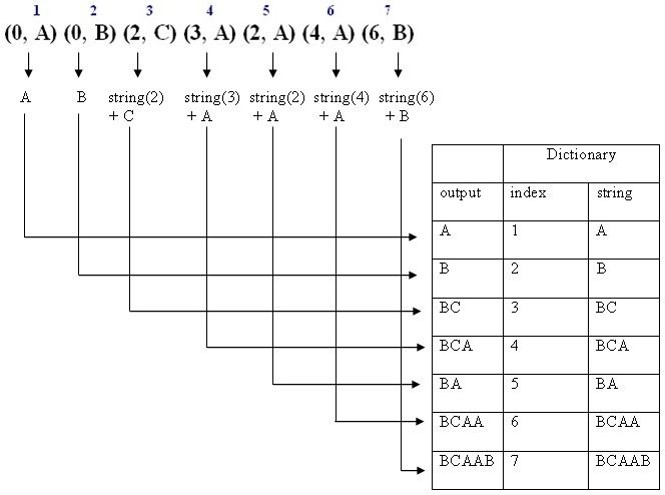 1 2 3 4 5 6 7
(0, A) (0, B) (2, C) (3, A) (2, A) (4, A) (6, B)
A B string(2) string(3) string(2) string(4) string(6)
+ C + A + A + A + B
Dictionary
output index string
A 1 A
B 2 B
BC 3 BC
BCA 4 BCA
BA 5 BA
BCAA 6 BCAA
BCAAB 7 BCAAB